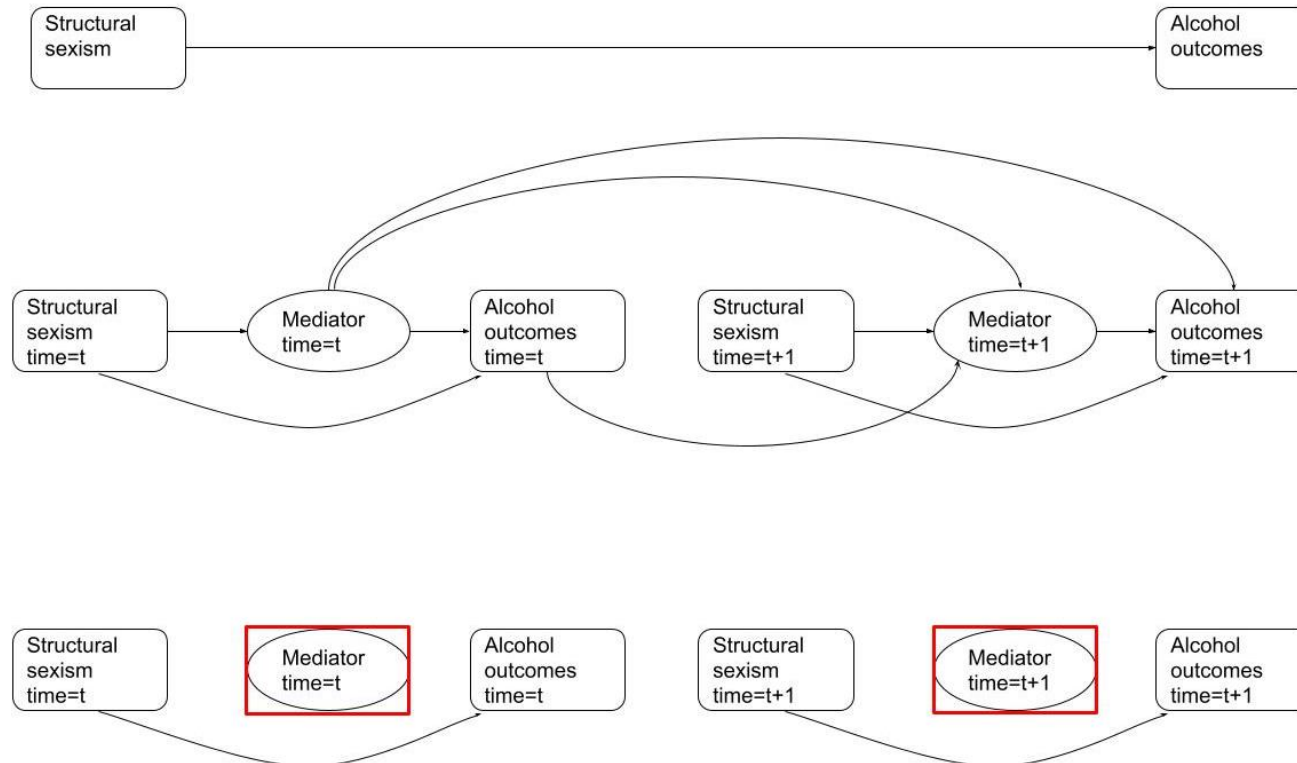 Structural
sexism
Alcohol
outcomes
Structural
sexism
time=t
Mediator
time=t
Alcohol
outcomes
time=t
Structural
sexism
time=t+1
Mediator
time=t+1
Alcohol
outcomes
time=t+1
Structural
sexism
time=t
Mediator
time=t
Alcohol
outcomes
time=t
Structural
sexism
time=t+1
Mediator
time=t+1
Alcohol
outcomes
time=t+1